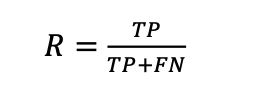 R = TP / TP+FN